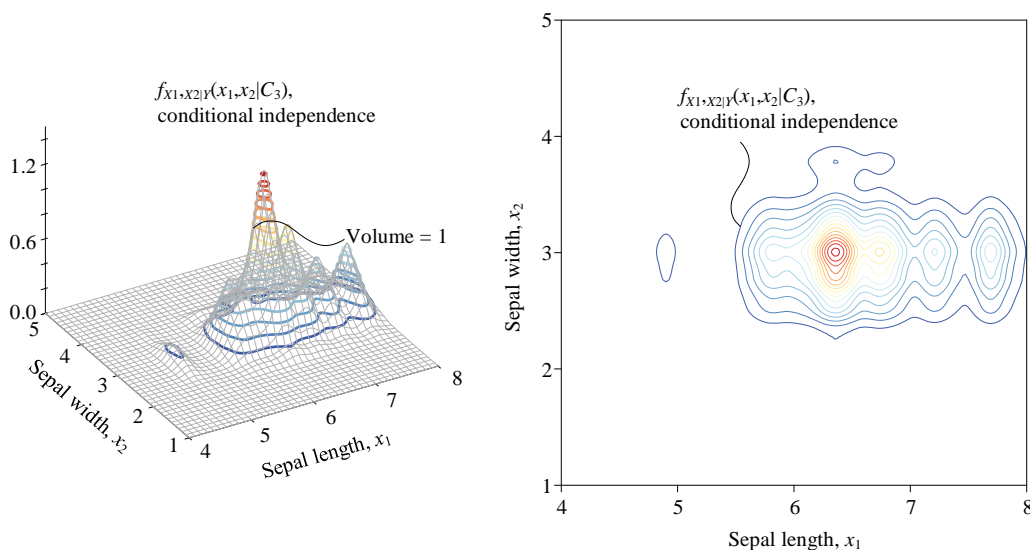 fX1,X2|Y(x1,x2|C3),
conditional independence
1.2
0.6
0.0
Volume = 1
5
4
3
2
1
Sepal width, x2
4
5
6
7
8
Sepal length, x1
fX1,X2|Y(x1,x2|C3),
conditional independence
5
4
3
2
1
Sepal width, x2
4
5
6
7
8
Sepal length, x1